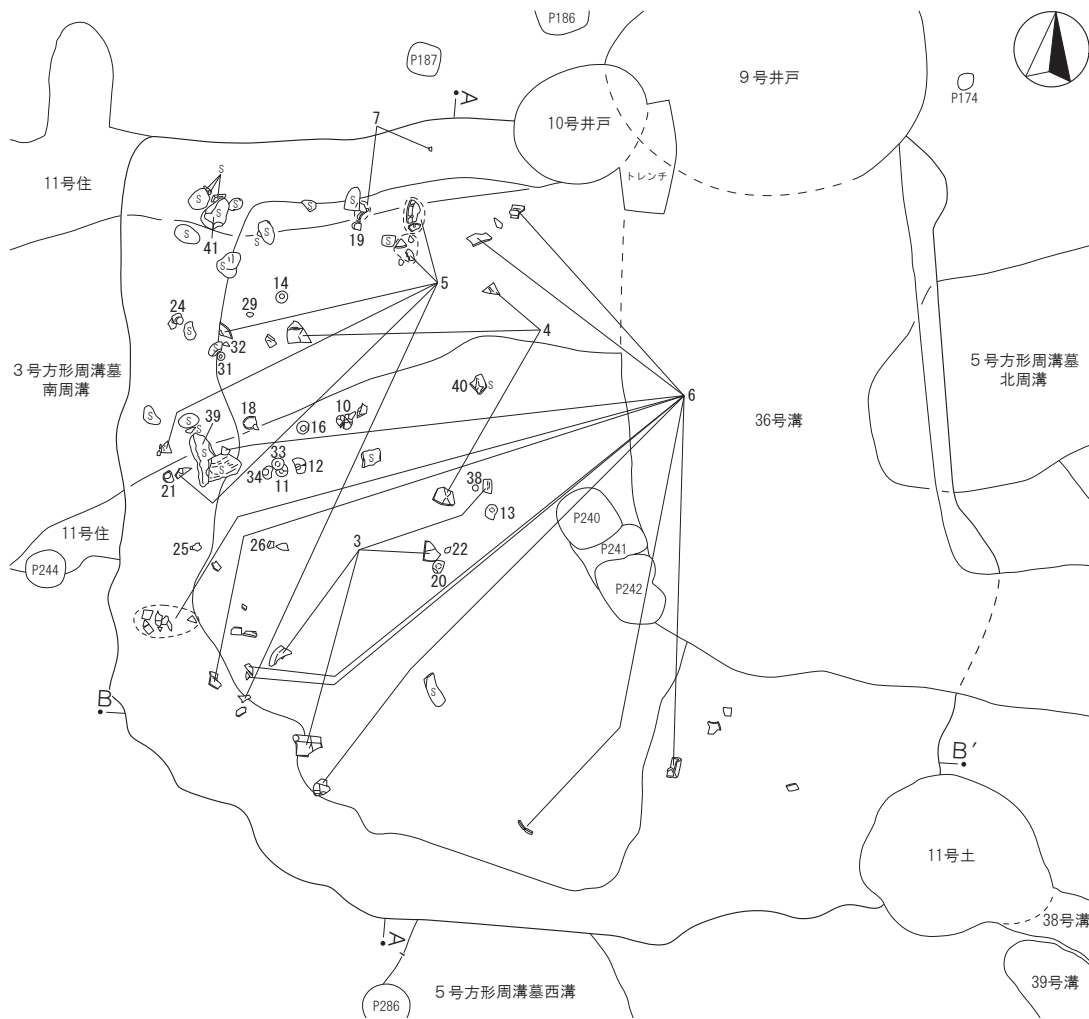 P186
P187
9号井戸
P174
A
7
10号井戸
トレンチ
11号住
S
S
S
S
S
S
S
S
S
S
41
19
S
S
5
14
29
24
S
32
31
4
3号方形周溝墓
南周溝
5号方形周溝墓
北周溝
40
S
6
36号溝
S
39
S
S
S
18
16
10
S
33
34
11
12
21
38
13
P240
P241
P242
11号住
P244
25
26
3
22
20
B
S
B'
11号土
38号溝
39号溝
A
P286
5号方形周溝墓西溝